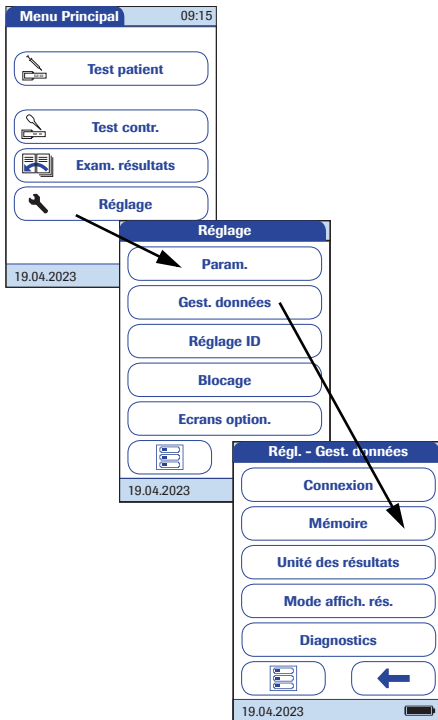 Menu Principal 09:15
Test patient
Test contr.
Exam. résultats
Réglage
19.04.2023
Réglage
Param.
Gest. données
Réglage ID
Blocage
Ecrans option.
19.04.2023
Régl. - Gest. données
Connexion
Mémoire
Unité des résultats
Mode affich. rés.
Diagnostics
19.04.2023